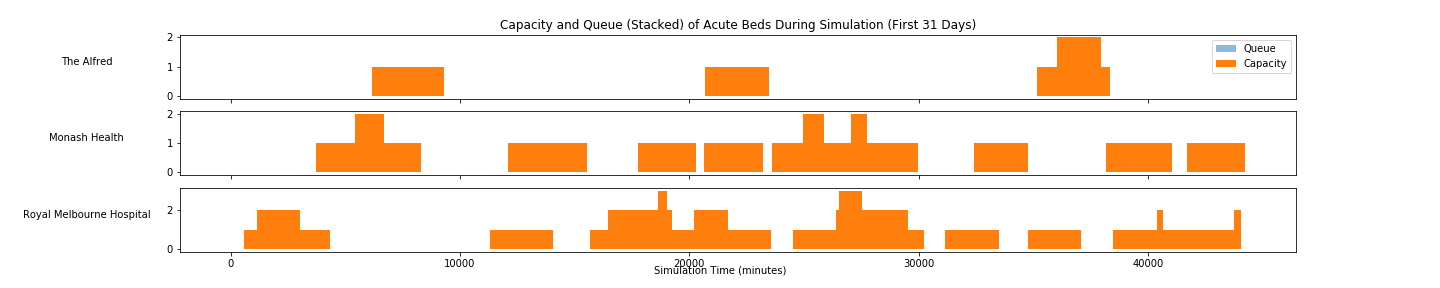 Capacity and Queue (Stacked) of Acute Beds During Simulation (First 31 Days)
The Alfred
2
1
0
Queue
Capacity
Monash Health
2
1
0
Royal Melbourne Hospital
2
0
0 10000 20000 30000 40000
Simulation Time (minutes)